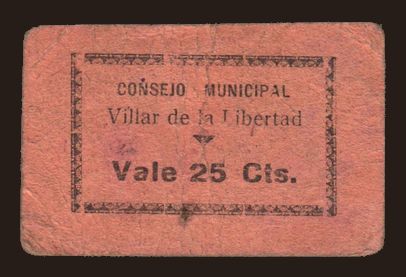 CONSEJO MUNICIPAL
Villar de la Libertad
Vale 25 Cts.